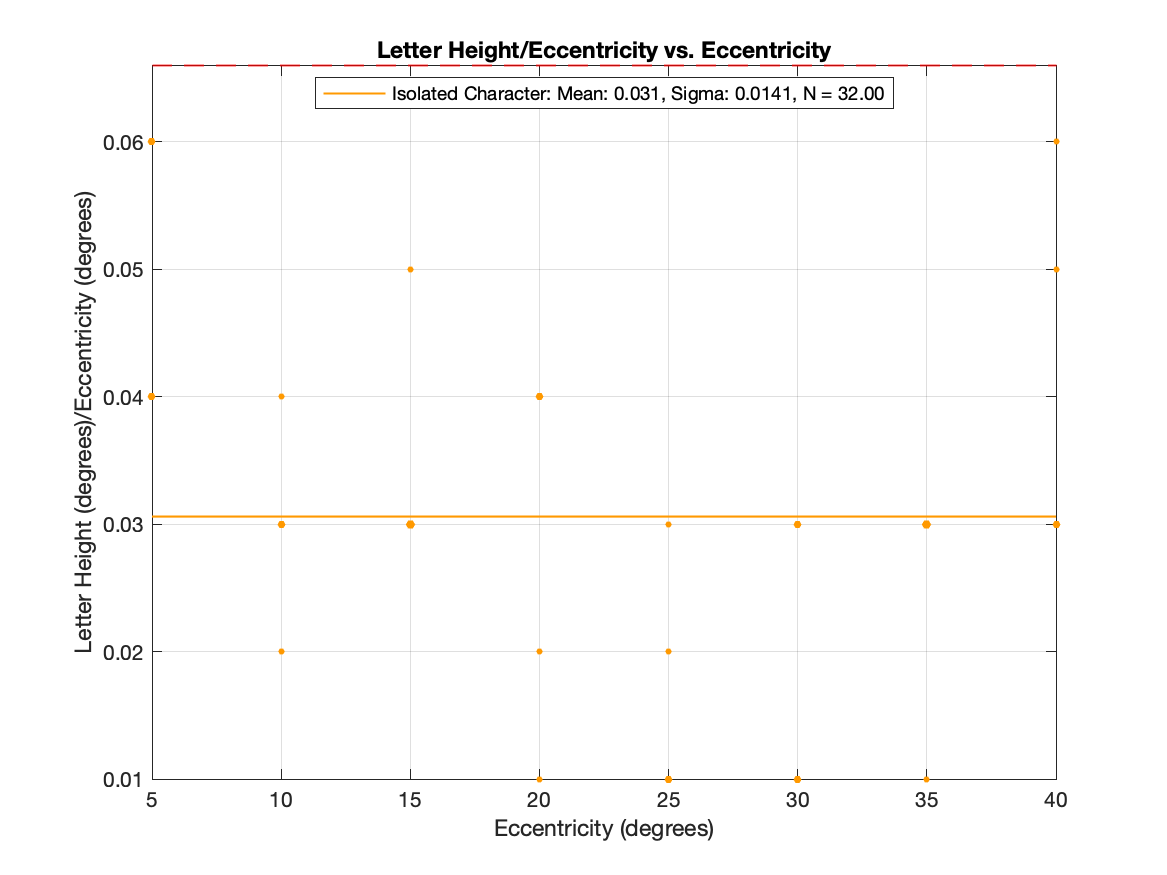 Letter Height/Eccentricity vs. Eccentricity
Isolated Character: Mean: 0.031, Sigma: 0.0141, N = 32.00
Letter Height (degrees)/Eccentricity (degrees)
0.06
0.05
0.04
0.03
0.02
0.01
5 10 15 20 25 30 35 40
Eccentricity (degrees)